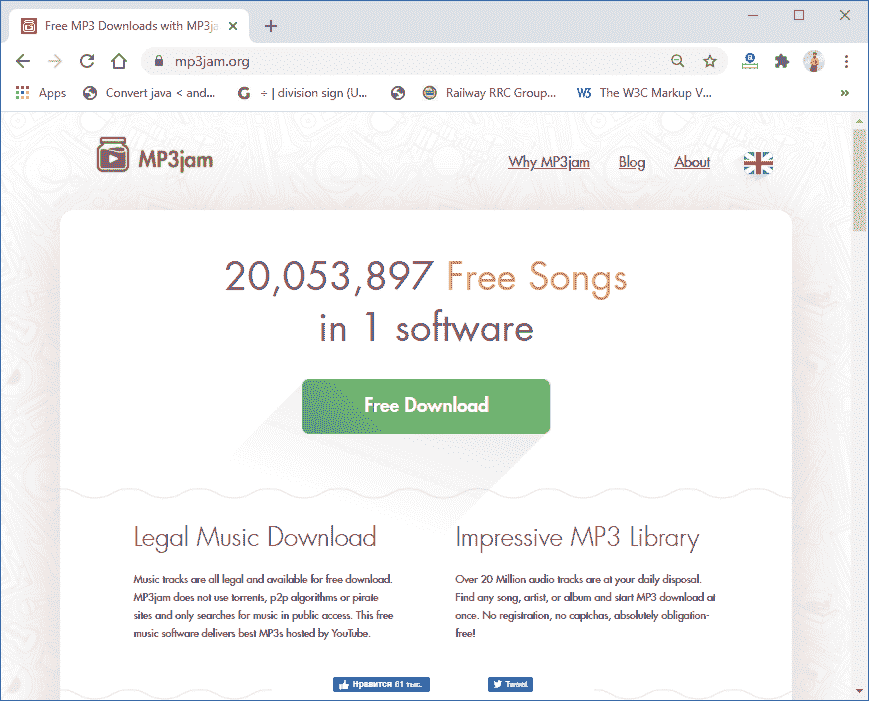 Free MP3 Downloads with MP3ja
mp3jam.org
Apps
Convert java < and...
÷ | division sign (U...
Railway RRC Group...
W3
The W3C Markup V...
MP3jam
Why MP3jam
Blog
About
20,053,897 Free Songs
in 1 software
Free Download
Legal Music Download
Music tracks are all legal and available for free download.
MP3jam does not use torrents, p2p algorithms or pirate
sites and only searches for music in public access. This free
music software delivers best MP3s hosted by YouTube.
Impressive MP3 Library
Over 20 Million audio tracks are at your daily disposal.
Find any song, artist, or album and start MP3 download at
once. No registration, no captchas, absolutely obligation-
free!
Нравится 61 тыс.
Tweet